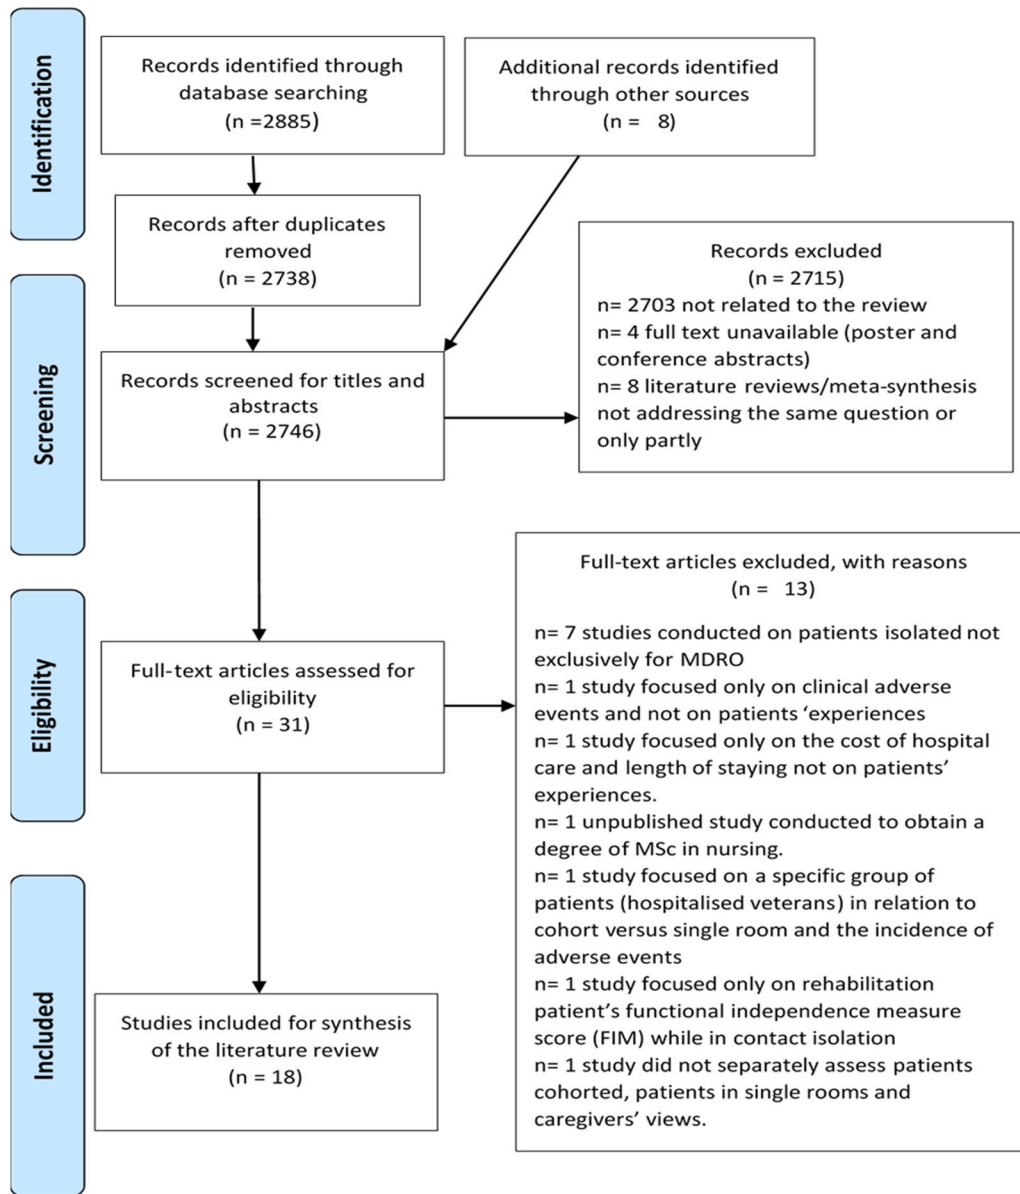 Identification
Records identified through
database searching
(n =2885)
Additional records identified
through other sources
(n =   8)
Records after duplicates
removed
(n = 2738)
Screening
Records excluded
(n = 2715)
n= 2703 not related to the review
n= 4 full text unavailable (poster and
conference abstracts)
n= 8 literature reviews/meta-synthesis
not addressing the same question or
only partly
Records screened for titles and
abstracts
(n = 2746)
Eligibility
Full-text articles assessed for
eligibility
(n = 31)
Full-text articles excluded, with reasons
(n =   13)
n= 7 studies conducted on patients isolated not
exclusively for MDRO
n= 1 study focused only on clinical adverse
events and not on patients ‘experiences
n= 1 study focused only on the cost of hospital
care and length of staying not on patients’
experiences.
n= 1 unpublished study conducted to obtain a
degree of MSc in nursing.
n= 1 study focused on a specific group of
patients (hospitalised veterans) in relation to
cohort versus single room and the incidence of
adverse events
n= 1 study focused only on rehabilitation
patient’s functional independence measure
score (FIM) while in contact isolation
n= 1 study did not separately assess patients
cohorted, patients in single rooms and
caregivers’ views.
Included
Studies included for synthesis
of the literature review
(n = 18)